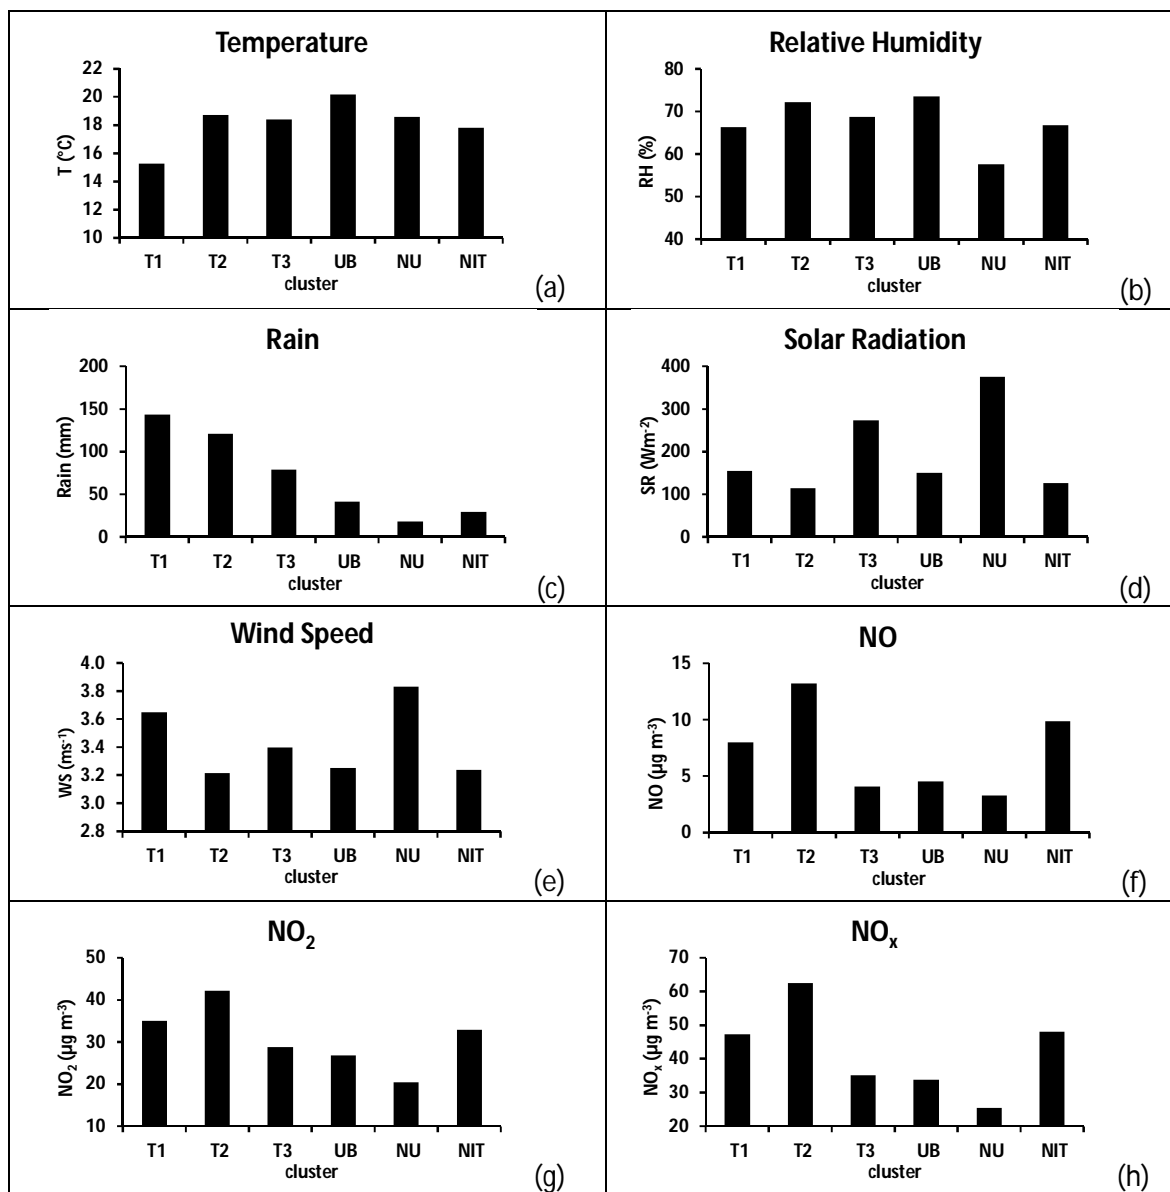 Temperature
T (°C)
22
20
18
16
14
12
10
T1 T2 T3 UB NU NIT
cluster
(a)
Relative Humidity
RH (%)
80
70
60
50
40
T1 T2 T3 UB NU NIT
cluster
(b)
Rain
Rain (mm)
200
150
100
50
0
T1 T2 T3 UB NU NIT
cluster
(c)
Solar Radiation
SR (Wm⁻²)
400
300
200
100
0
T1 T2 T3 UB NU NIT
cluster
(d)
Wind Speed
WS (ms⁻¹)
4.0
3.8
3.6
3.4
3.2
3.0
2.8
T1 T2 T3 UB NU NIT
cluster
(e)
NO
NO (µg m⁻³)
15
10
5
0
T1 T2 T3 UB NU NIT
cluster
(f)
NO₂
NO₂ (µg m⁻³)
50
40
30
20
10
T1 T2 T3 UB NU NIT
cluster
(g)
NOₓ
NOₓ (µg m⁻³)
70
60
50
40
30
20
T1 T2 T3 UB NU NIT
cluster
(h)